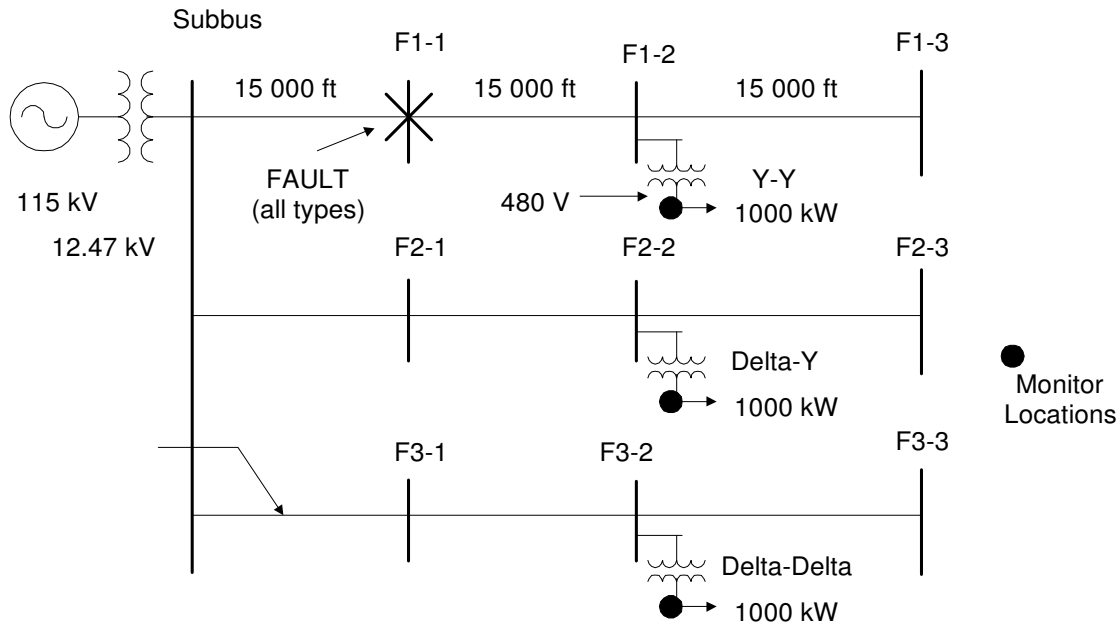 Subbus
F1-1
F1-2
F1-3
15 000 ft
15 000 ft
15 000 ft
FAULT
(all types)
480 V
Y-Y
1000 kW
115 kV
12.47 kV
F2-1
F2-2
F2-3
Delta-Y
1000 kW
Monitor
Locations
F3-1
F3-2
F3-3
Delta-Delta
1000 kW